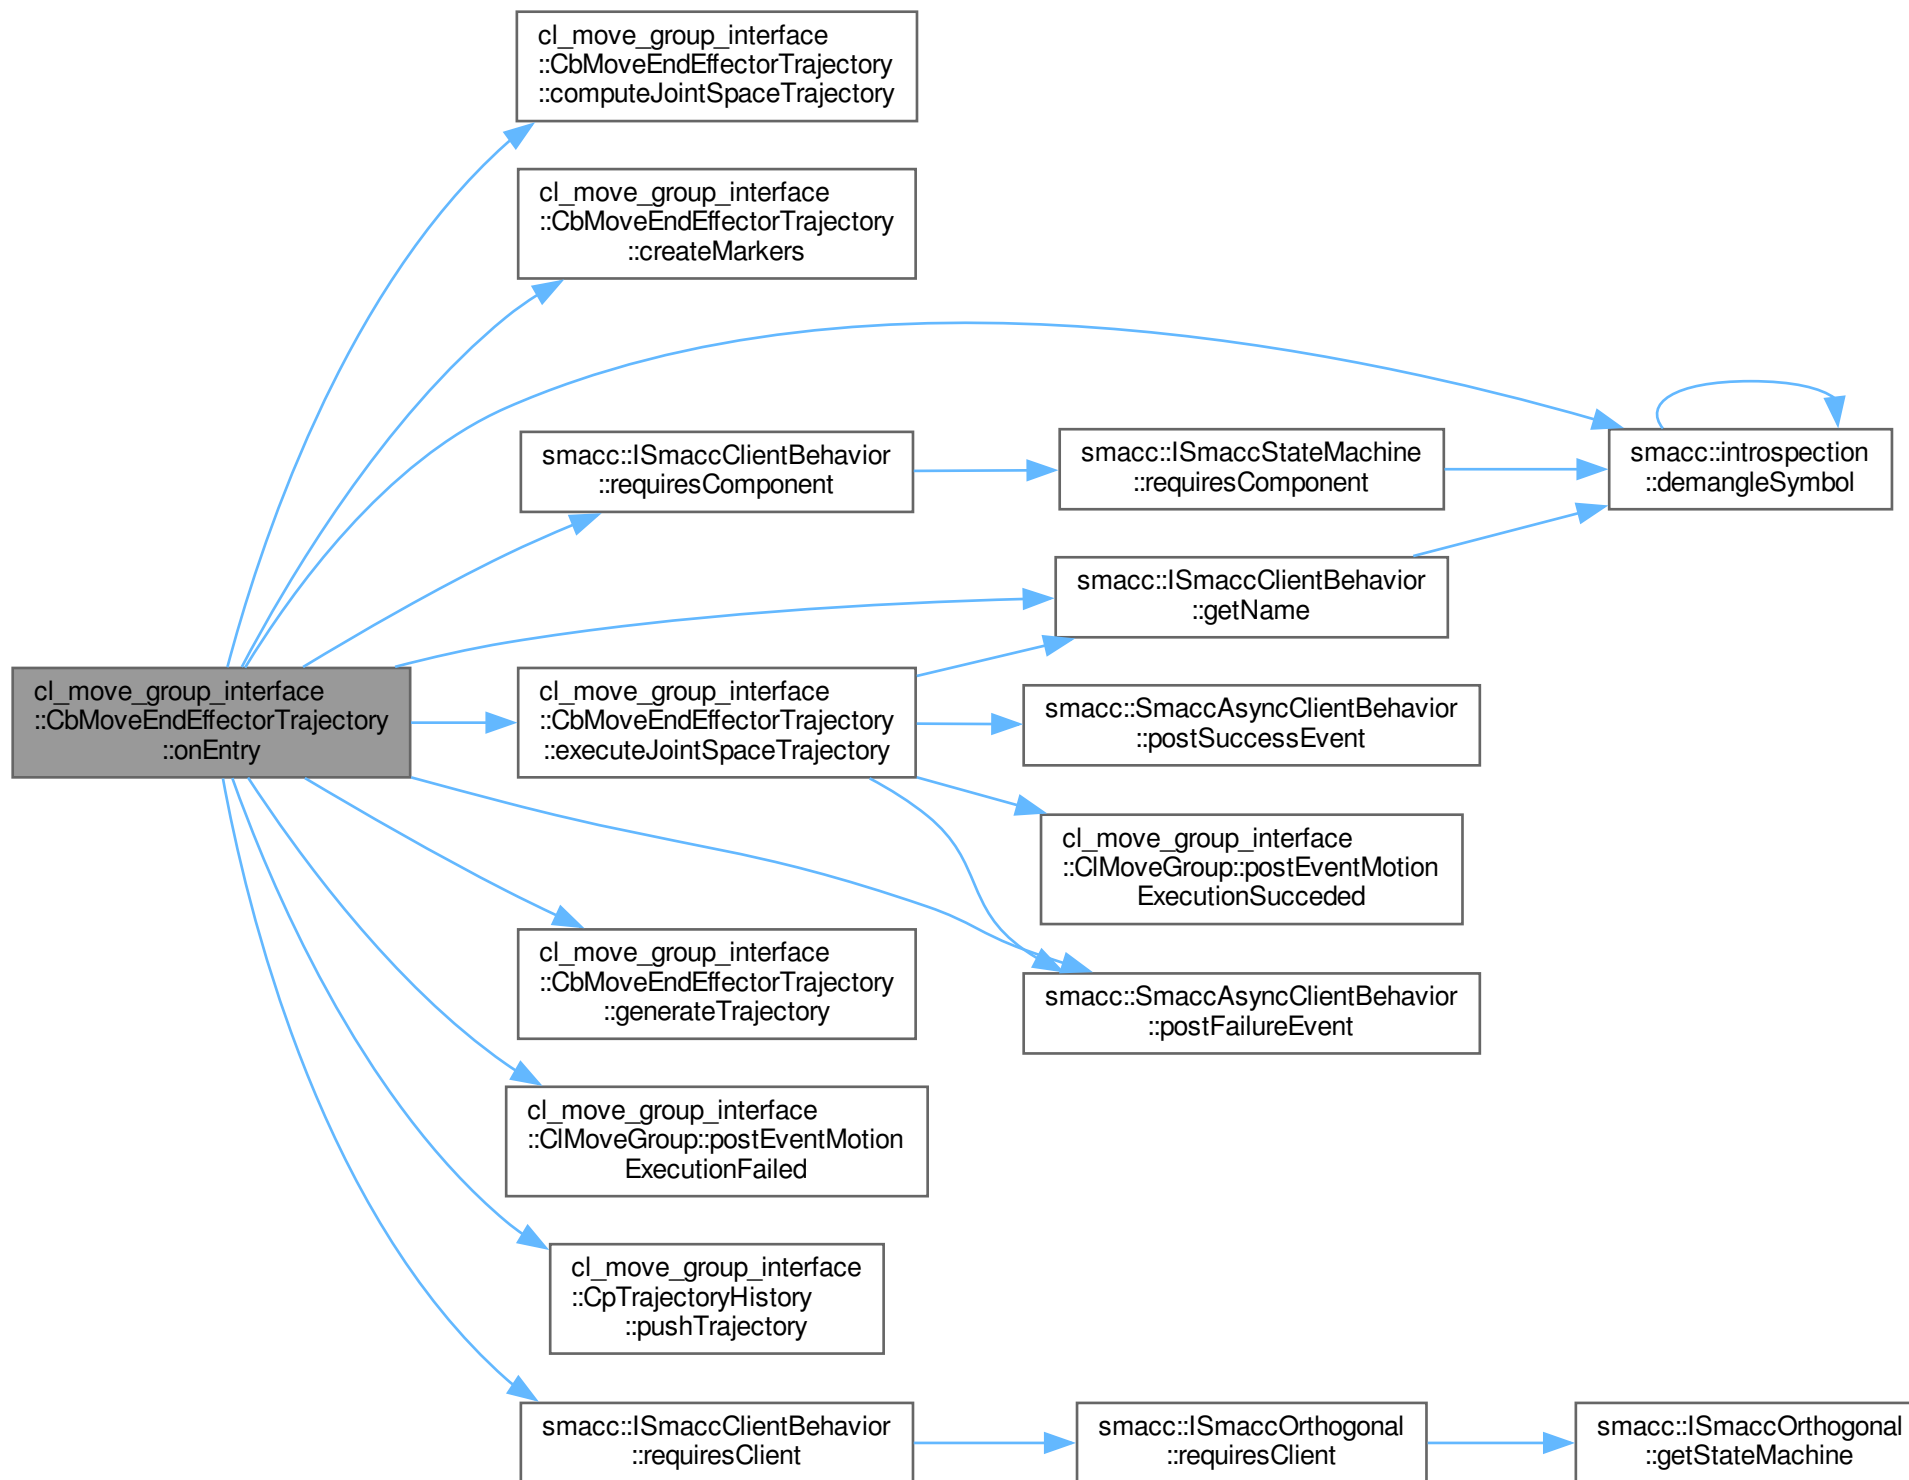 cl_move_group_interface
::CbMoveEndEffectorTrajectory
::computeJointSpaceTrajectory
cl_move_group_interface
::CbMoveEndEffectorTrajectory
::createMarkers
smacc::ISmaccClientBehavior
::requiresComponent
smacc::ISmaccStateMachine
::requiresComponent
smacc::introspection
::demangleSymbol
smacc::ISmaccClientBehavior
::getName
cl_move_group_interface
::CbMoveEndEffectorTrajectory
::onEntry
cl_move_group_interface
::CbMoveEndEffectorTrajectory
::executeJointSpaceTrajectory
smacc::SmaccAsyncClientBehavior
::postSuccessEvent
cl_move_group_interface
::ClMoveGroup::postEventMotion
ExecutionSucceded
cl_move_group_interface
::CbMoveEndEffectorTrajectory
::generateTrajectory
smacc::SmaccAsyncClientBehavior
::postFailureEvent
cl_move_group_interface
::ClMoveGroup::postEventMotion
ExecutionFailed
cl_move_group_interface
::CpTrajectoryHistory
::pushTrajectory
smacc::ISmaccClientBehavior
::requiresClient
smacc::ISmaccOrthogonal
::requiresClient
smacc::ISmaccOrthogonal
::getStateMachine